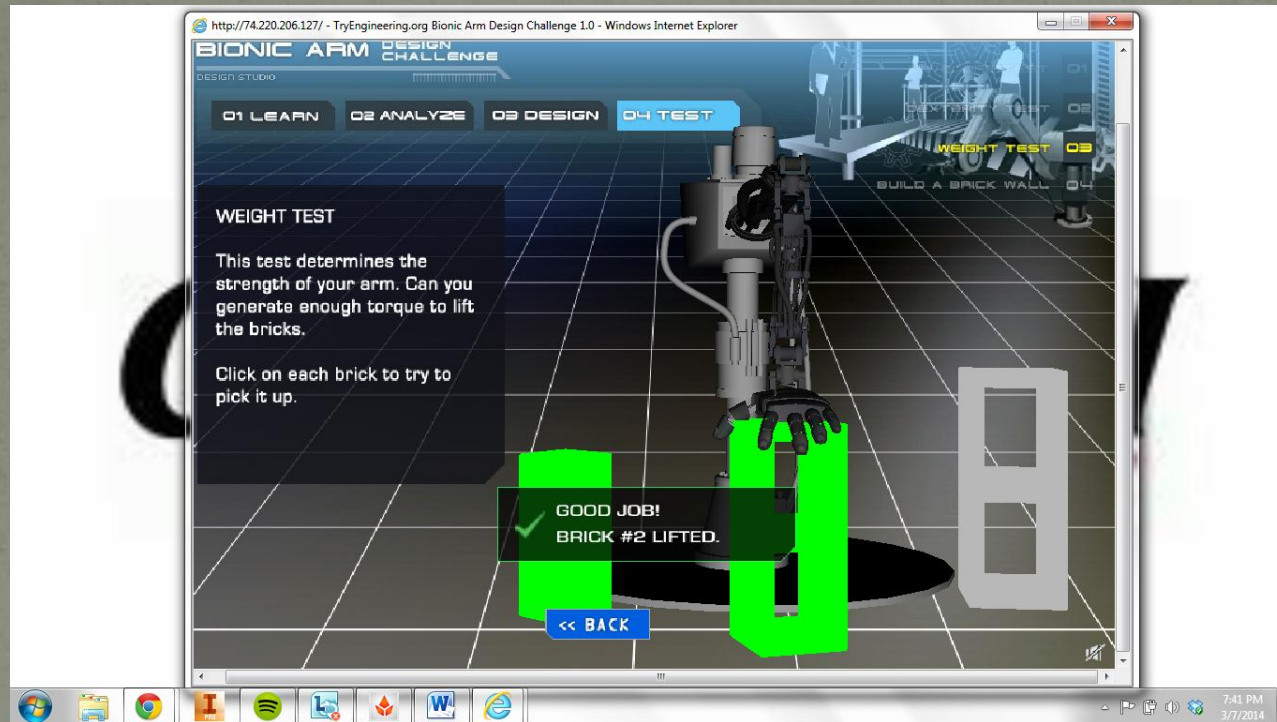 http://74.220.206.127/ - TryEngineering.org Bionic Arm Design Challenge 1.0 - Windows Internet Explorer
BIONIC ARM DESIGN CHALLENGE
DESIGN STUDIO
01 LEARN 02 ANALYZE 03 DESIGN 04 TEST
01
DEXTERITY TEST 02
WEIGHT TEST 03
BUILD A BRICK WALL 04
WEIGHT TEST
This test determines the
strength of your arm. Can you
generate enough torque to lift
the bricks.
Click on each brick to try to
pick it up.
GOOD JOB!
BRICK #2 LIFTED.
<< BACK
7:41 PM
3/7/2014